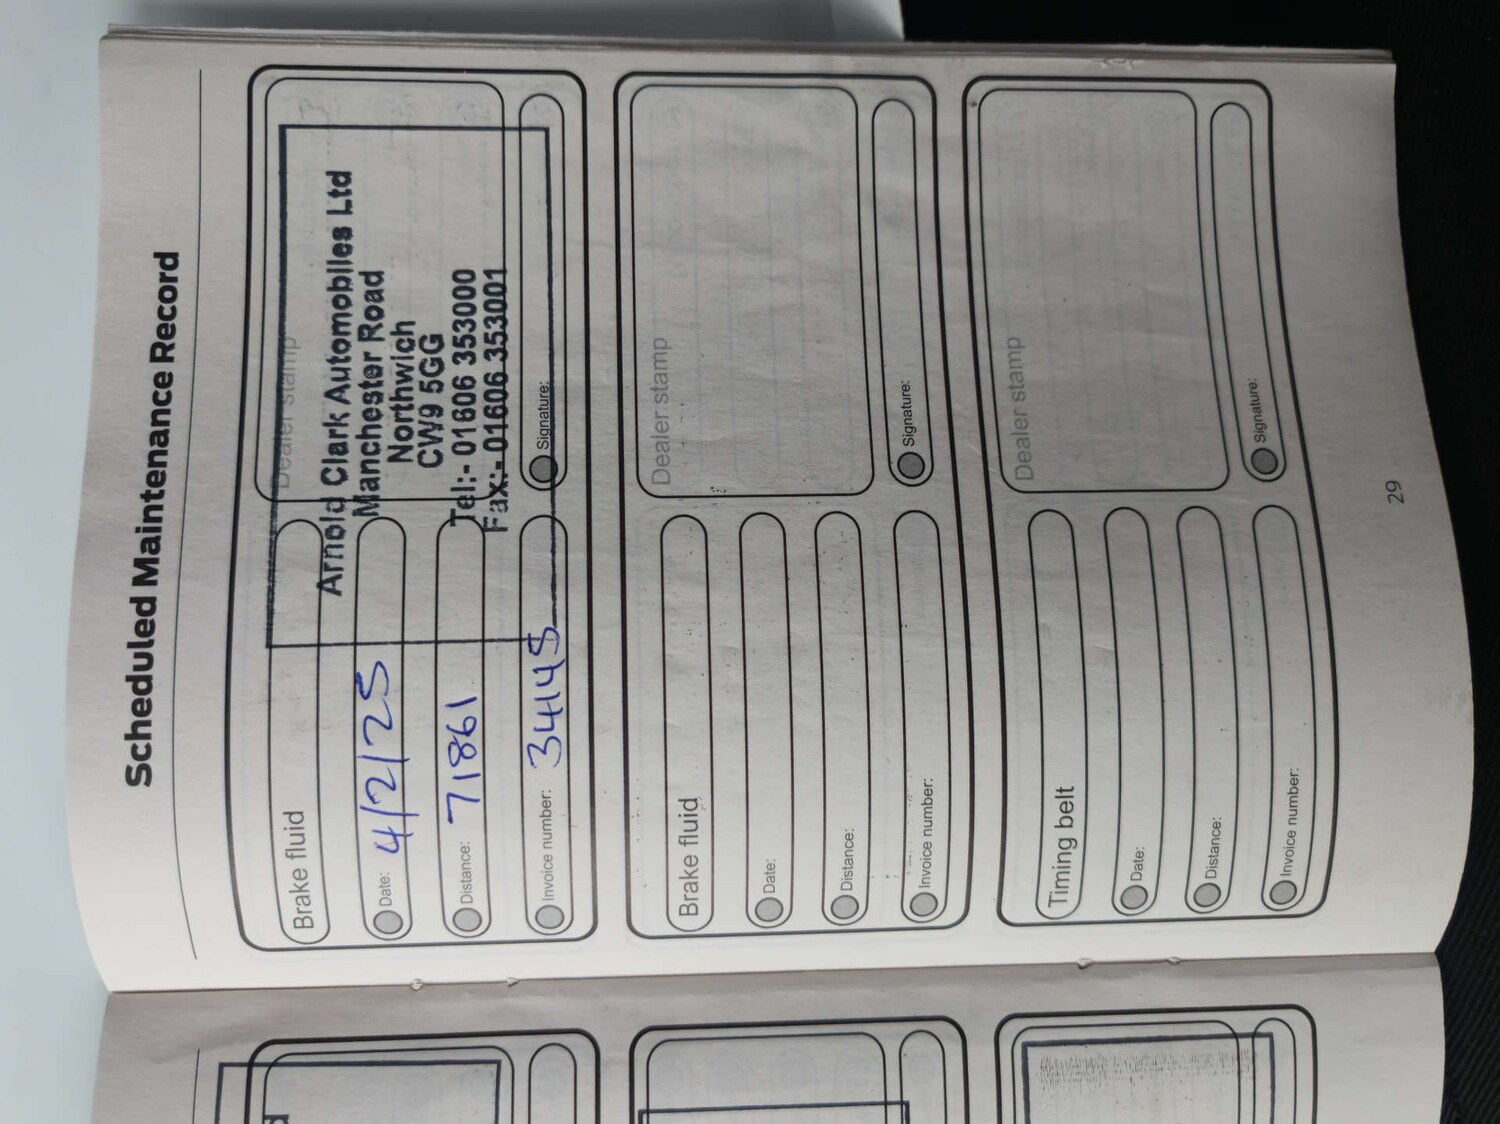 Scheduled Maintenance Record
Brake fluid
Dealer stamp
Arnold Clark Automobiles Ltd
Manchester Road
Northwich
CW9 5GG
Tel:- 01606 353000
Fax:- 01606 353001
Date: 4/2/25
Distance: 71861
Invoice number: 34145
Signature:
Brake fluid
Dealer stamp
Date:
Distance:
Invoice number:
Signature:
Timing belt
Dealer stamp
Date:
Distance:
Invoice number:
Signature:
29